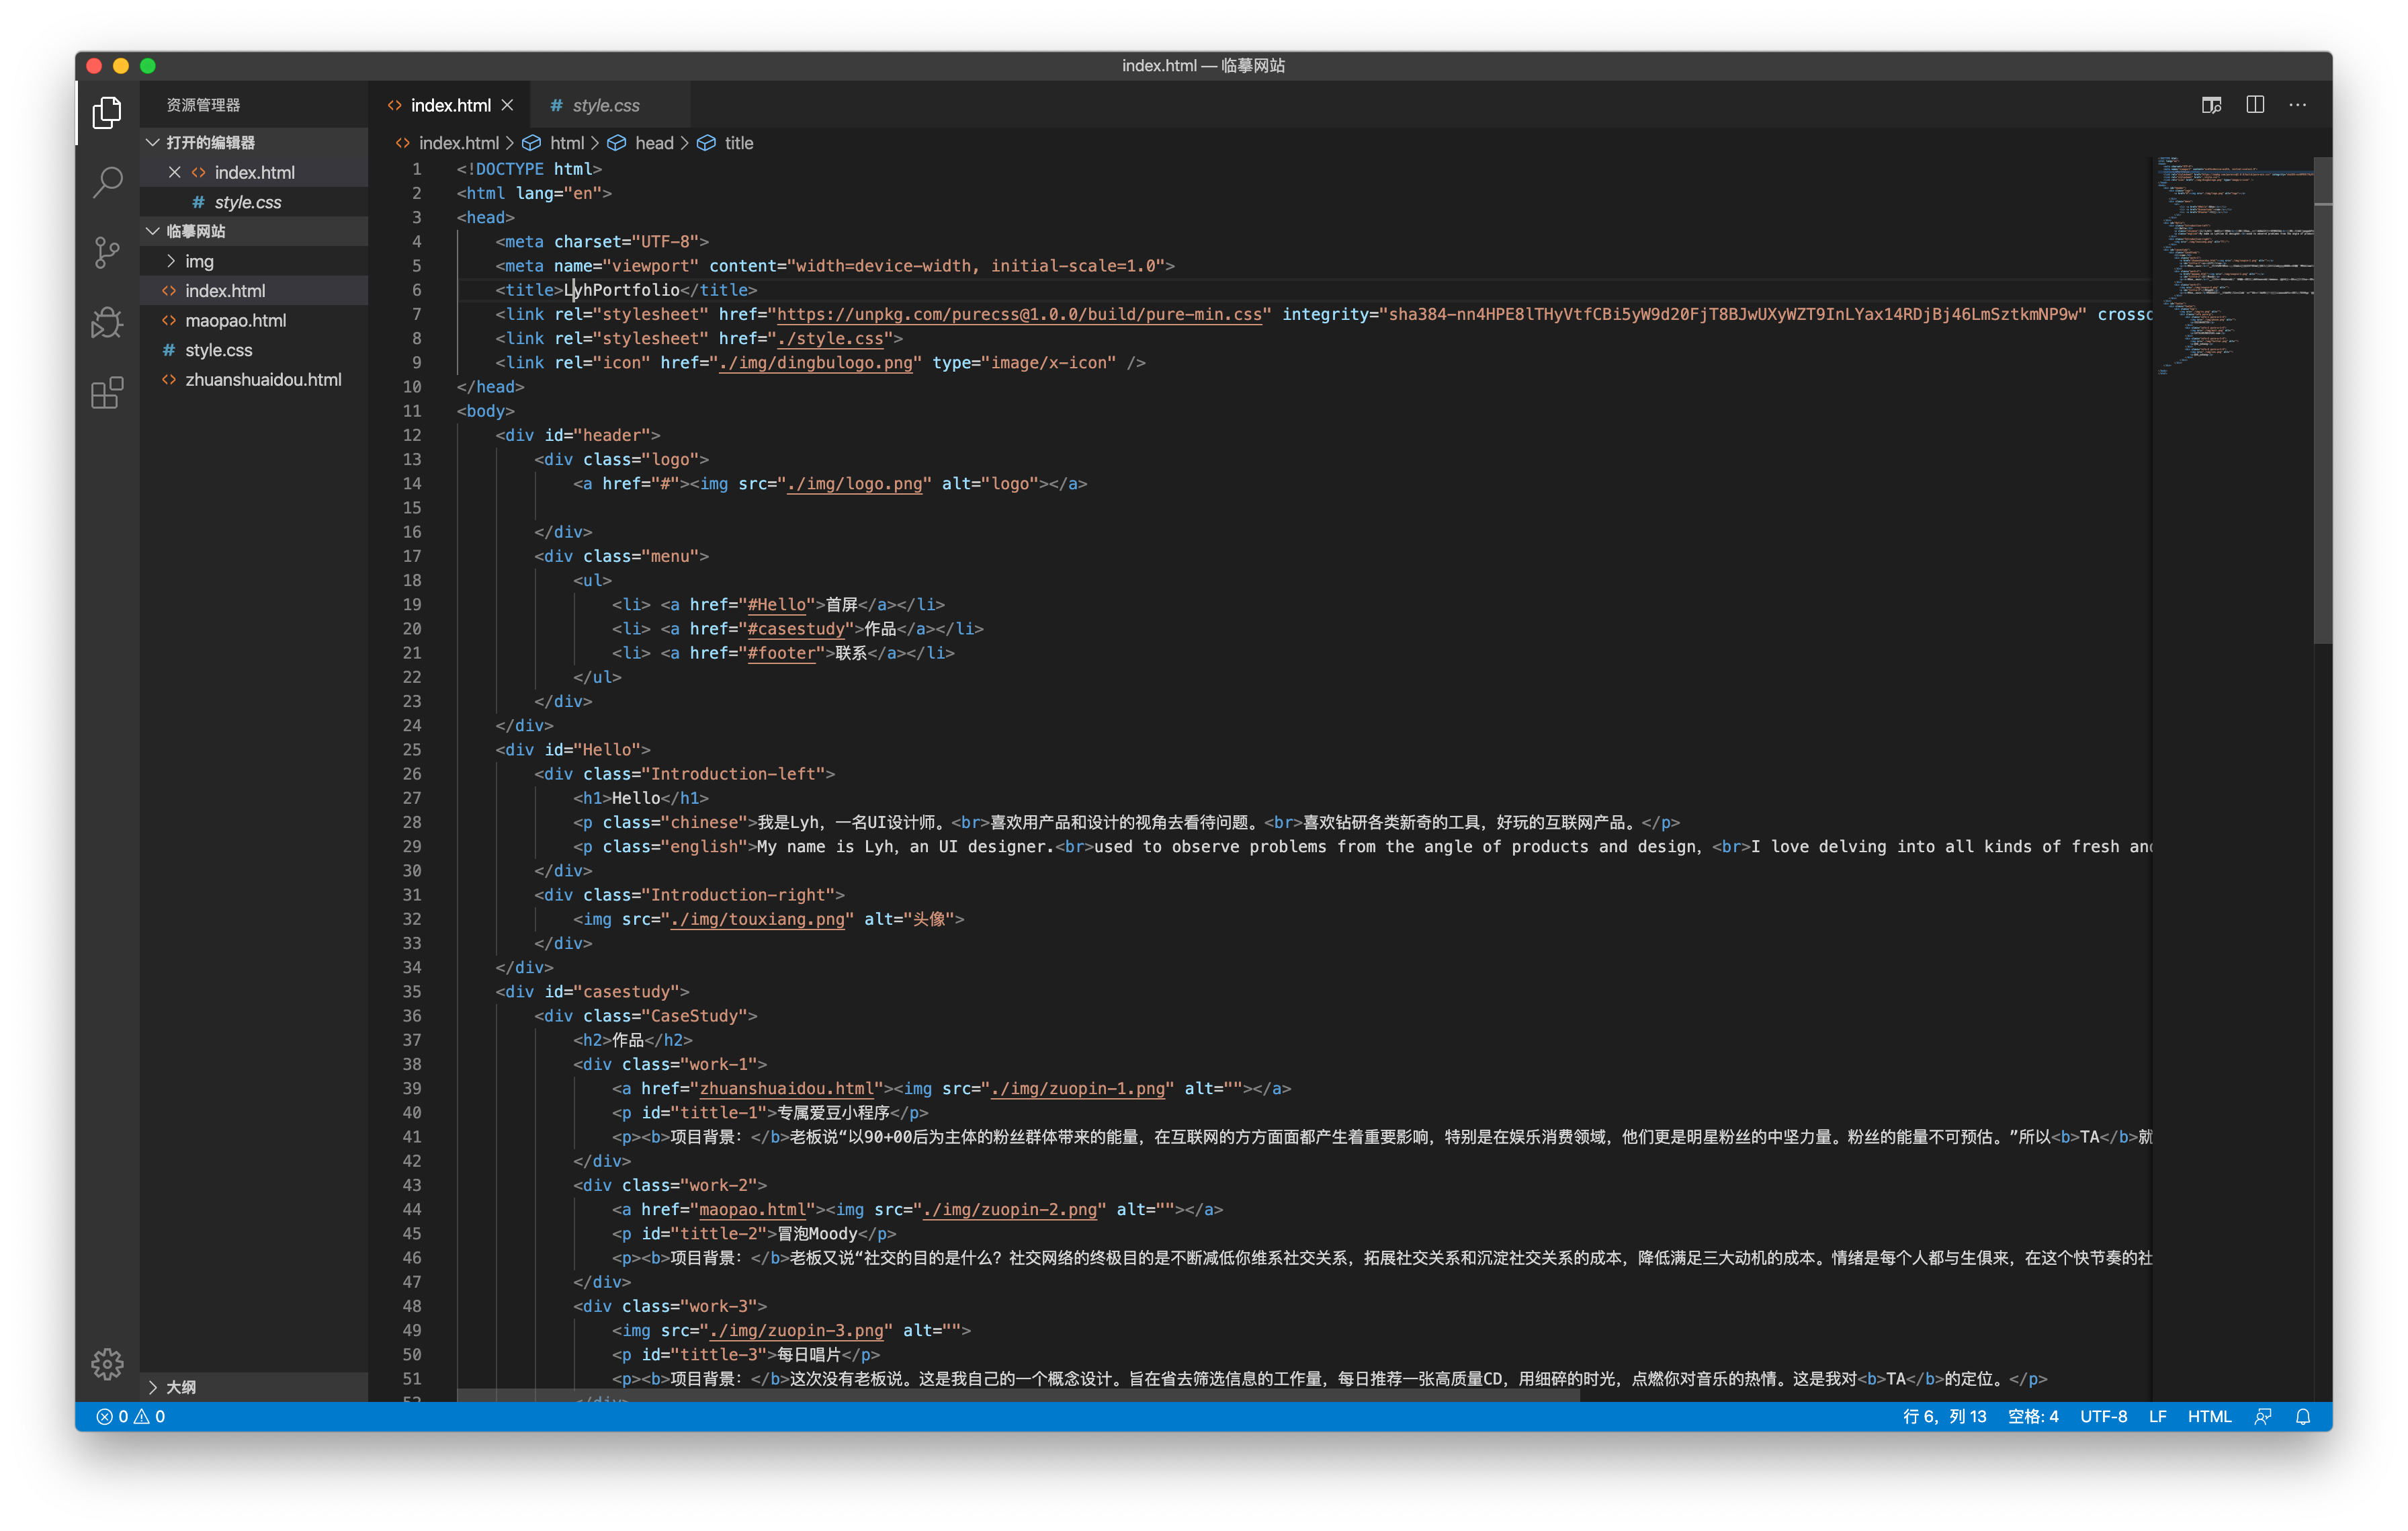 index.html — 临摹网站
资源管理器
打开的编辑器
index.html
style.css
临摹网站
img
index.html
maopao.html
style.css
zhuanshuaidou.html
大纲
index.html
style.css
index.html > html > head > title
1 <!DOCTYPE html>
2 <html lang="en">
3 <head>
4 <meta charset="UTF-8">
5 <meta name="viewport" content="width=device-width, initial-scale=1.0">
6 <title>LyhPortfolio</title>
7 <link rel="stylesheet" href="https://unpkg.com/purecss@1.0.0/build/pure-min.css" integrity="sha384-nn4HPE8lTHyVtfCBi5yW9d20FjT8BJwUXyWZT9InLYax14RDjBj46LmSztkmNP9w" crosso
8 <link rel="stylesheet" href="./style.css">
9 <link rel="icon" href="./img/dingbulogo.png" type="image/x-icon" />
10 </head>
11 <body>
12 <div id="header">
13 <div class="logo">
14 <a href="#"><img src="./img/logo.png" alt="logo"></a>
15
16 </div>
17 <div class="menu">
18 <ul>
19 <li> <a href="#Hello">首屏</a></li>
20 <li> <a href="#casestudy">作品</a></li>
21 <li> <a href="#footer">联系</a></li>
22 </ul>
23 </div>
24 </div>
25 <div id="Hello">
26 <div class="Introduction-left">
27 <h1>Hello</h1>
28 <p class="chinese">我是Lyh，一名UI设计师。<br>喜欢用产品和设计的视角去看待问题。<br>喜欢钻研各类新奇的工具，好玩的互联网产品。</p>
29 <p class="english">My name is Lyh, an UI designer.<br>used to observe problems from the angle of products and design, <br>I love delving into all kinds of fresh and
30 </div>
31 <div class="Introduction-right">
32 <img src="./img/touxiang.png" alt="头像">
33 </div>
34 </div>
35 <div id="casestudy">
36 <div class="CaseStudy">
37 <h2>作品</h2>
38 <div class="work-1">
39 <a href="zhuanshuaidou.html"><img src="./img/zuopin-1.png" alt=""></a>
40 <p id="tittle-1">专属爱豆小程序</p>
41 <p><b>项目背景：</b>老板说“以90+00后为主体的粉丝群体带来的能量，在互联网的方方面面都产生着重要影响，特别是在娱乐消费领域，他们更是明星粉丝的中坚力量。粉丝的能量不可预估。”所以<b>TA</b>就
42 </div>
43 <div class="work-2">
44 <a href="maopao.html"><img src="./img/zuopin-2.png" alt=""></a>
45 <p id="tittle-2">冒泡Moody</p>
46 <p><b>项目背景：</b>老板又说“社交的目的是什么？社交网络的终极目的是不断减低你维系社交关系，拓展社交关系和沉淀社交关系的成本，降低满足三大动机的成本。情绪是每个人都与生俱来，在这个快节奏的社
47 </div>
48 <div class="work-3">
49 <img src="./img/zuopin-3.png" alt="">
50 <p id="tittle-3">每日唱片</p>
51 <p><b>项目背景：</b>这次没有老板说。这是我自己的一个概念设计。旨在省去筛选信息的工作量，每日推荐一张高质量CD，用细碎的时光，点燃你对音乐的热情。这是我对<b>TA</b>的定位。</p>
52 </div>
0 0 行 6，列 13 空格: 4 UTF-8 LF HTML